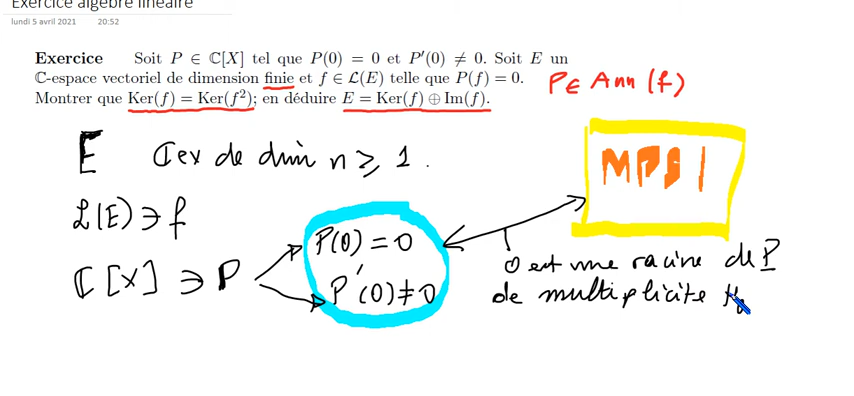 Exercice algèbre linéaire
lundi 5 avril 2021 20:52
Exercice Soit P ∈ ℂ[X] tel que P(0) = 0 et P′(0) ≠ 0. Soit E un
ℂ-espace vectoriel de dimension finie et f ∈ ℒ(E) telle que P(f) = 0.
Montrer que Ker(f) = Ker(f²); en déduire E = Ker(f) ⊕ Im(f).
P ∈ Ann (f)
E ℂ ev de dim n ⩾ 1.
MPSI
ℒ(E) ∋ f
P(0) = 0
ℂ [X] ∋ P
P′(0) ≠ 0
0 est une racine de P
de multiplicite